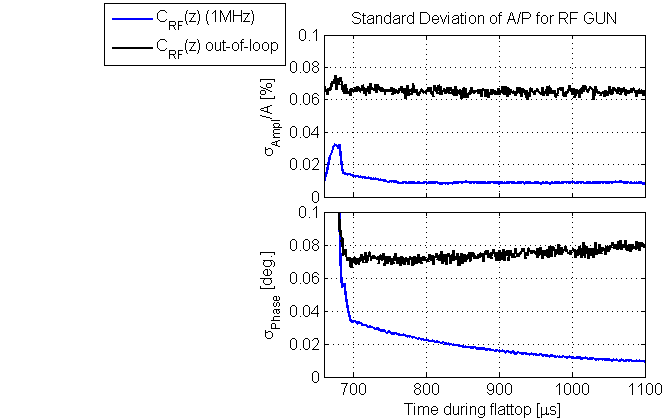 C_RF(z) (1MHz)
C_RF(z) out-of-loop
Standard Deviation of A/P for RF GUN
0.1
0.08
0.06
0.04
0.02
0
σ_Ampl/A [%]
0.1
0.08
0.06
0.04
0.02
0
σ_Phase [deg.]
700 800 900 1000 1100
Time during flattop [μs]